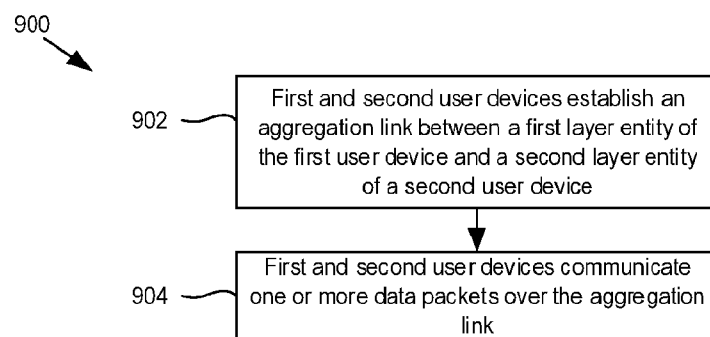 900
902
First and second user devices establish an
aggregation link between a first layer entity of
the first user device and a second layer entity
of a second user device
904
First and second user devices communicate
one or more data packets over the aggregation
link